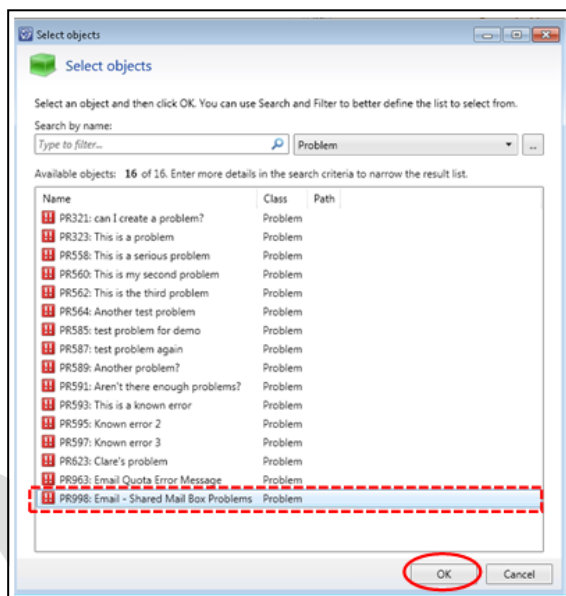 Select objects
Select objects
Select an object and then click OK. You can use Search and Filter to better define the list to select from.
Search by name:
Type to filter... Problem ..
Available objects: 16 of 16. Enter more details in the search criteria to narrow the result list.
Name Class Path
PR321: can I create a problem? Problem
PR323: This is a problem Problem
PR558: This is a serious problem Problem
PR560: This is my second problem Problem
PR562: This is the third problem Problem
PR564: Another test problem Problem
PR585: test problem for demo Problem
PR587: test problem again Problem
PR589: Another problem? Problem
PR591: Aren't there enough problems? Problem
PR593: This is a known error Problem
PR595: Known error 2 Problem
PR597: Known error 3 Problem
PR623: Clare's problem Problem
PR963: Email Quota Error Message Problem
PR998: Email - Shared Mail Box Problems Problem
OK Cancel